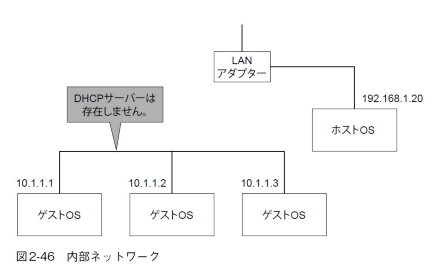 LAN
アダプター
192.168.1.20
DHCPサーバーは
存在しません。
ホストOS
10.1.1.1
10.1.1.2
10.1.1.3
ゲストOS
ゲストOS
ゲストOS
図2-46 内部ネットワーク